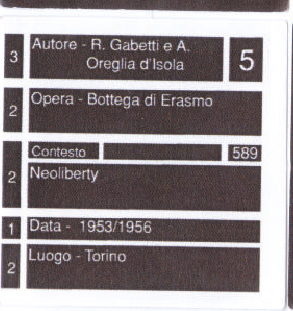 3 Autore - R. Gabetti e A. 5
Oreglia d'Isola
2 Opera - Bottega di Erasmo
Contesto 589
2 Neoliberty
1 Data - 1953/1956
2 Luogo - Torino